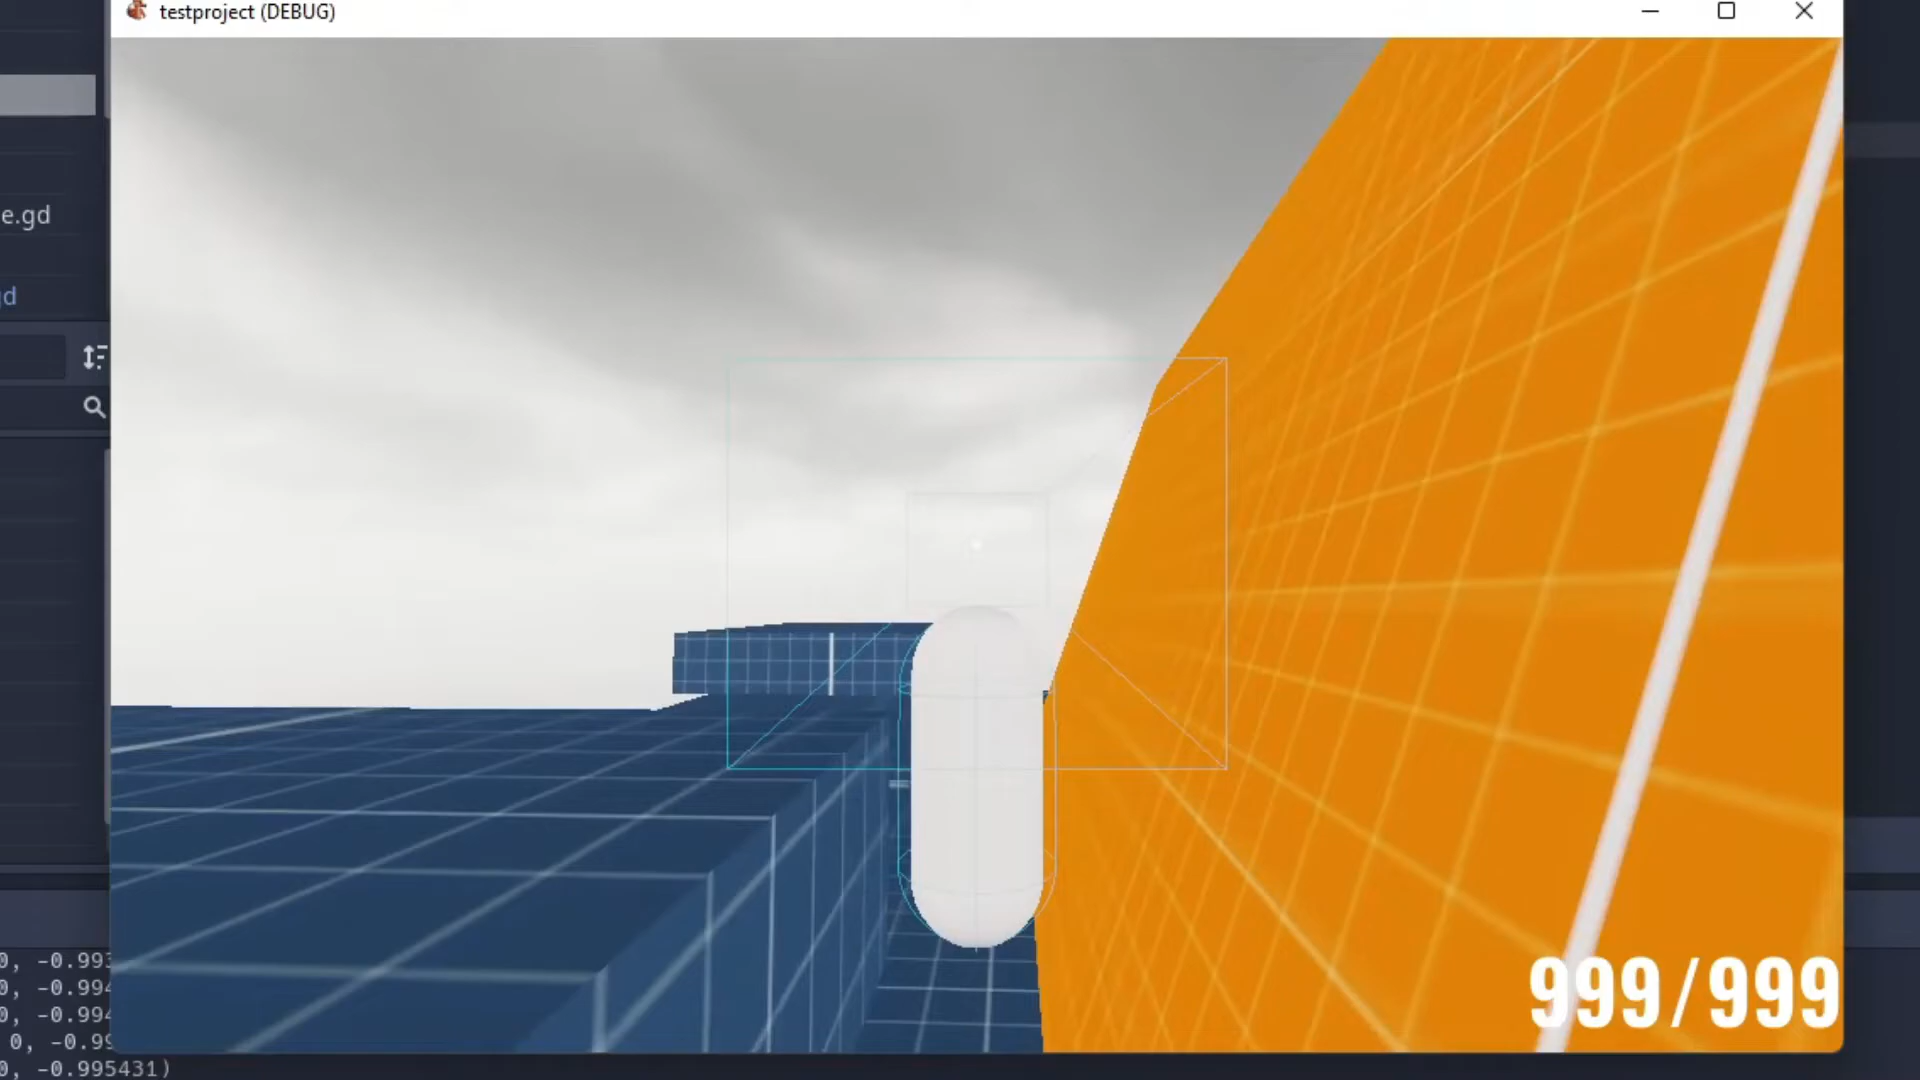 testproject (DEBUG)
e.gd
d
0, -0.993
0, -0.994
0, -0.994
0, -0.99
0, -0.995431)
999/999